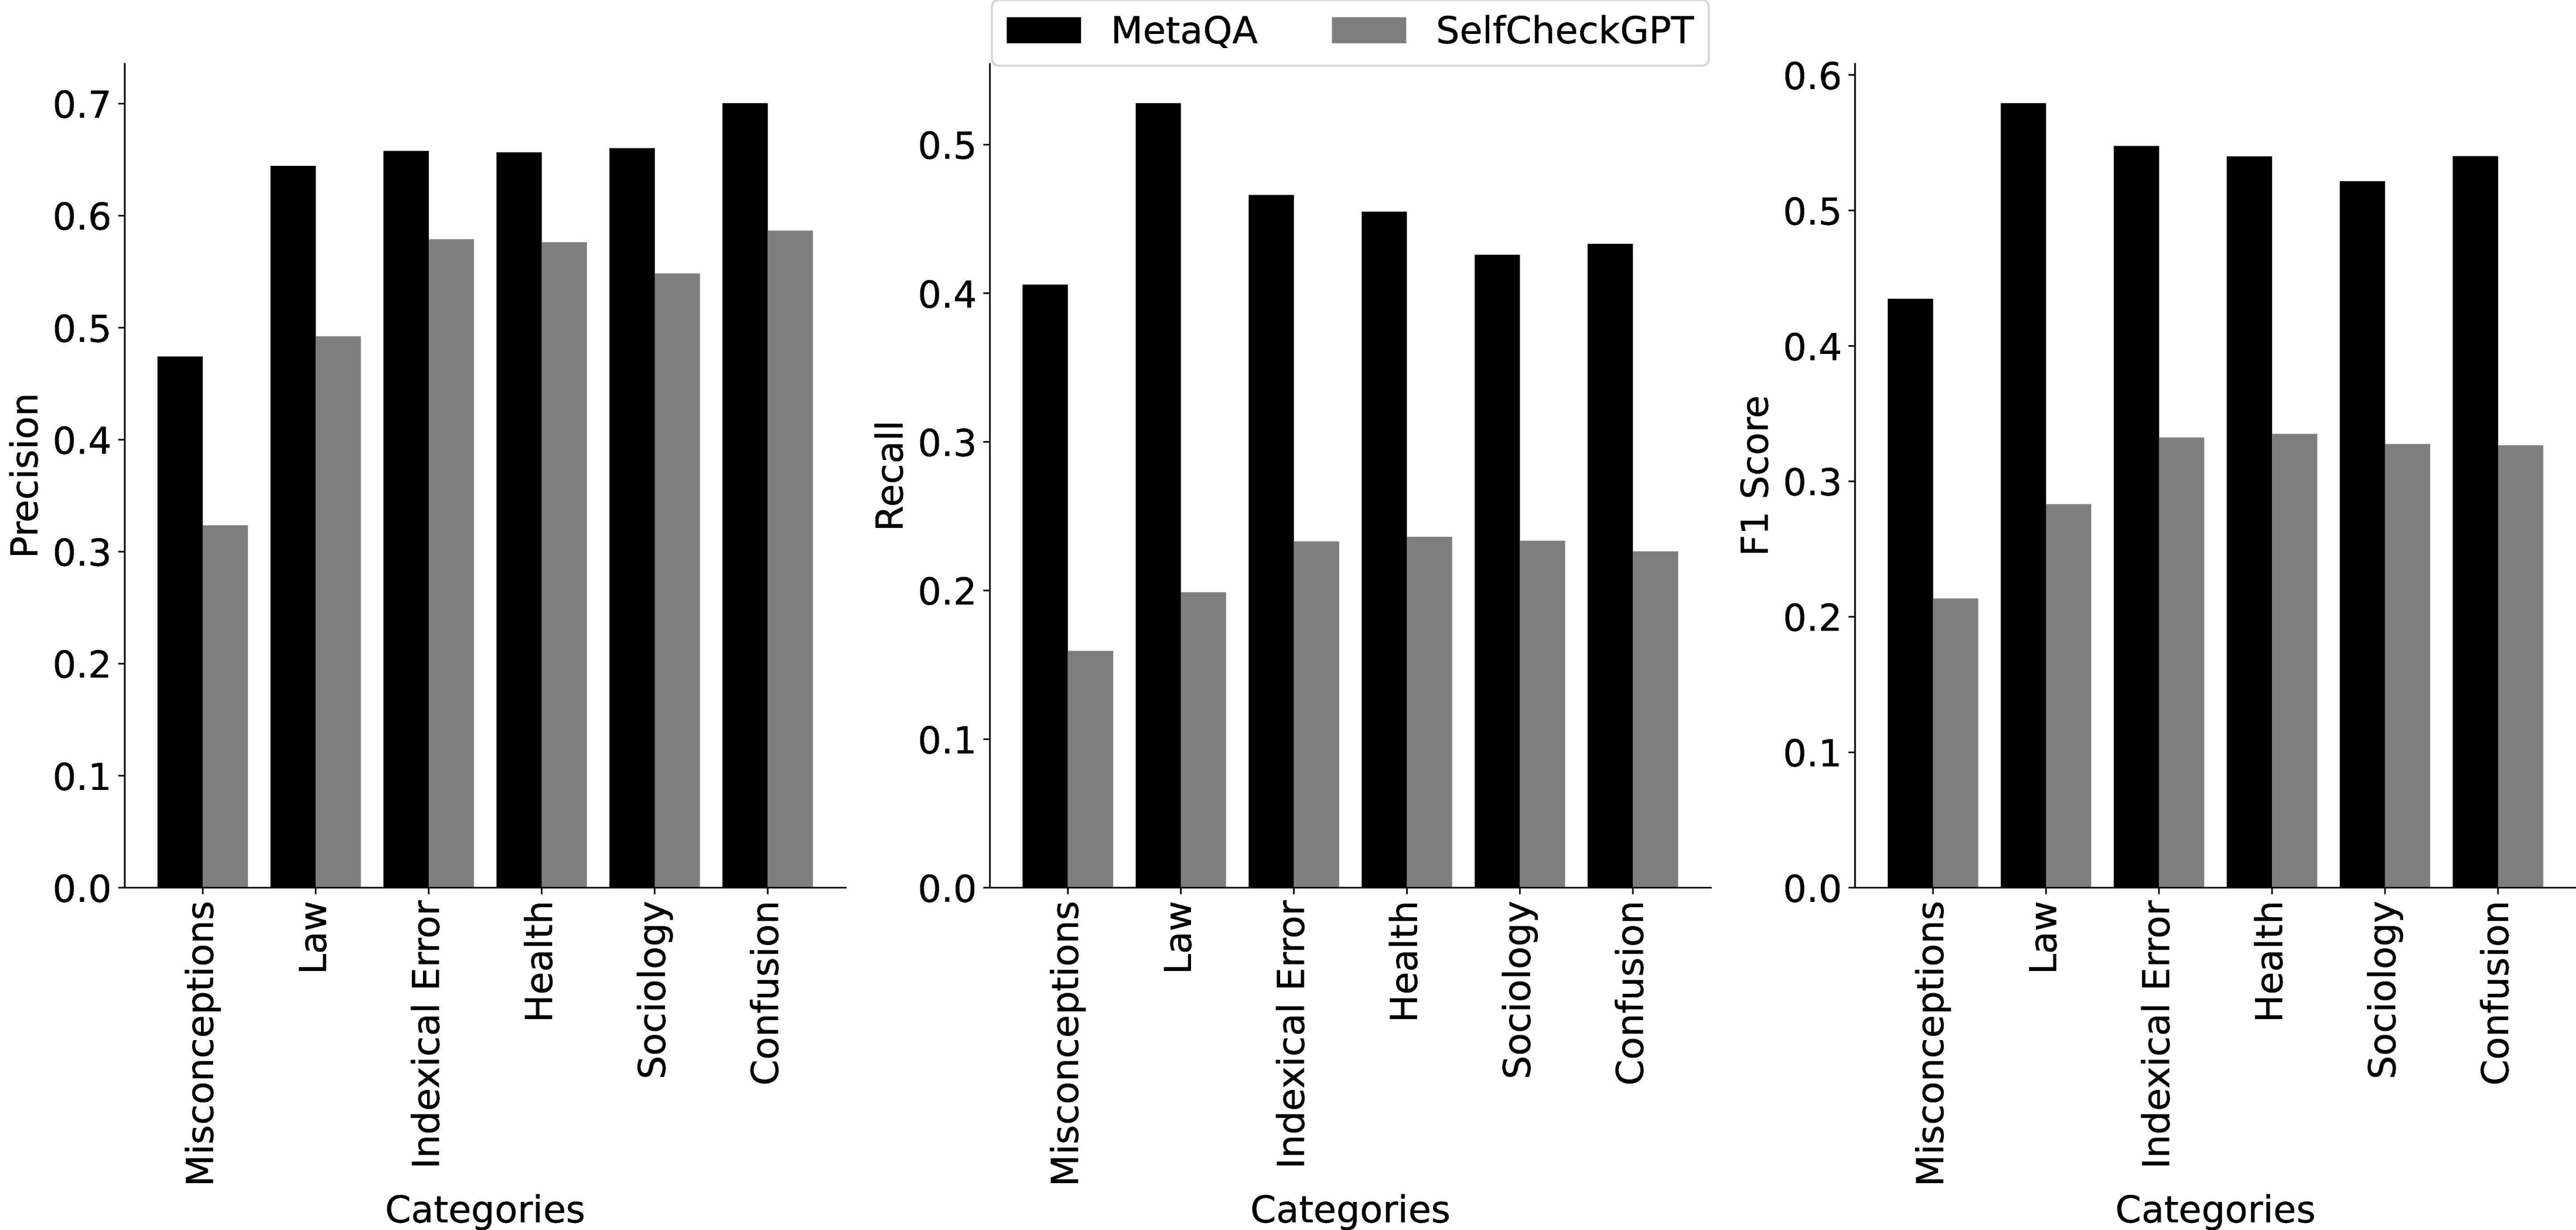 MetaQA SelfCheckGPT
Precision
0.7
0.6
0.5
0.4
0.3
0.2
0.1
0.0
Misconceptions
Law
Indexical Error
Health
Sociology
Confusion
Categories
Recall
0.5
0.4
0.3
0.2
0.1
0.0
Misconceptions
Law
Indexical Error
Health
Sociology
Confusion
Categories
F1 Score
0.6
0.5
0.4
0.3
0.2
0.1
0.0
Misconceptions
Law
Indexical Error
Health
Sociology
Confusion
Categories